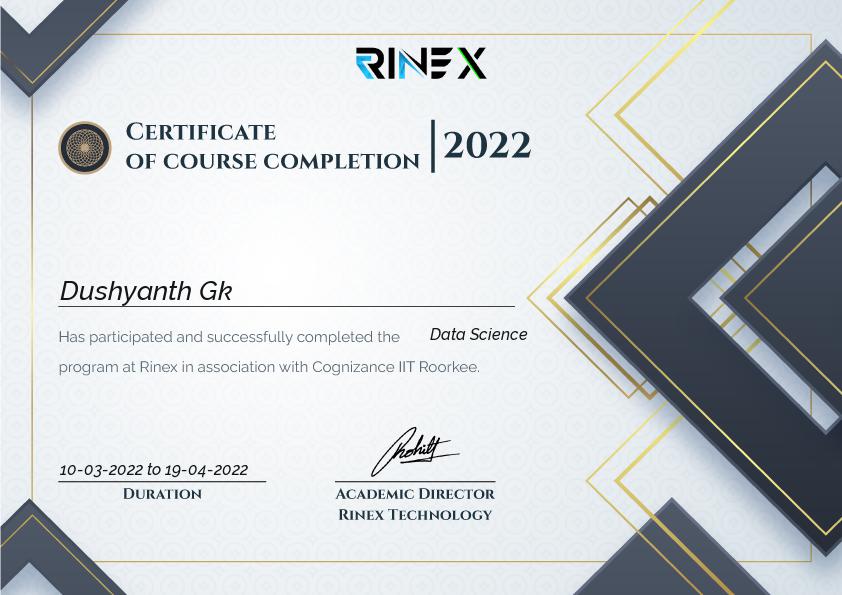 RINEX
CERTIFICATE
OF COURSE COMPLETION
2022
Dushyanth Gk
Has participated and successfully completed the Data Science
program at Rinex in association with Cognizance IIT Roorkee.
Rohitt
10-03-2022 to 19-04-2022
DURATION
ACADEMIC DIRECTOR
RINEX TECHNOLOGY